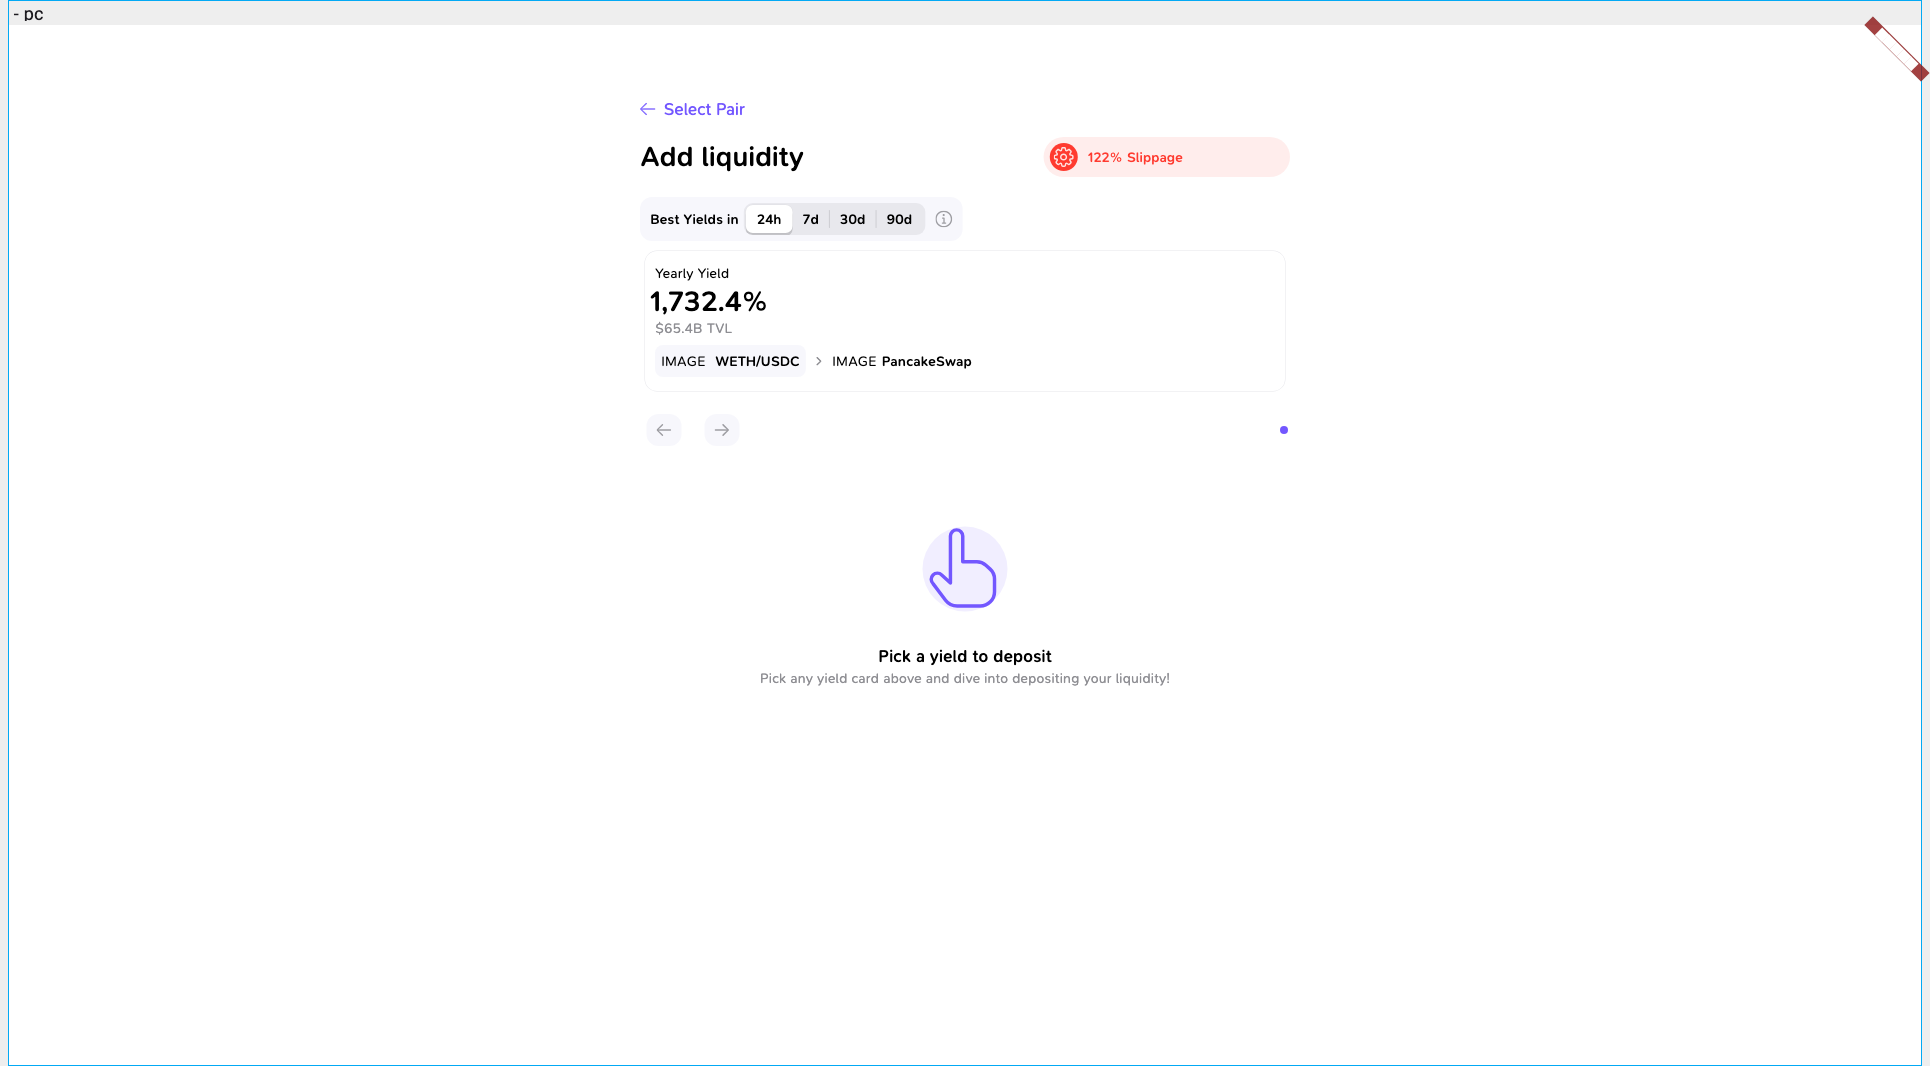 - pc
Select Pair
Add liquidity
122% Slippage
Best Yields in 24h 7d 30d 90d
Yearly Yield
1,732.4%
$65.4B TVL
IMAGE WETH/USDC > IMAGE PancakeSwap
Pick a yield to deposit
Pick any yield card above and dive into depositing your liquidity!